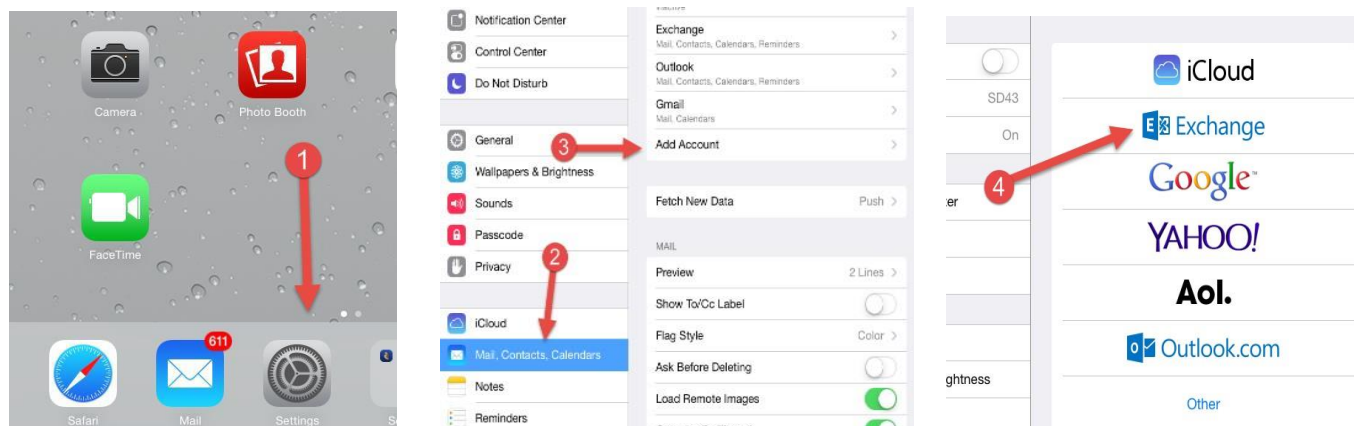 Camera
Photo Booth
1
FaceTime
611
Safari
Mail
Settings
Notification Center
Control Center
Do Not Disturb
General
Wallpapers & Brightness
Sounds
Passcode
Privacy
2
iCloud
Mail, Contacts, Calendars
Notes
Reminders
Exchange
Mail, Contacts, Calendars, Reminders
Outlook
Mail, Contacts, Calendars, Reminders
Gmail
Mail, Calendars
3
Add Account
Fetch New Data
Push
MAIL
Preview
2 Lines
Show To/Cc Label
Flag Style
Color
Ask Before Deleting
Load Remote Images
SD43
On
4
er
ghtness
iCloud
Exchange
Google
YAHOO!
Aol.
Outlook.com
Other